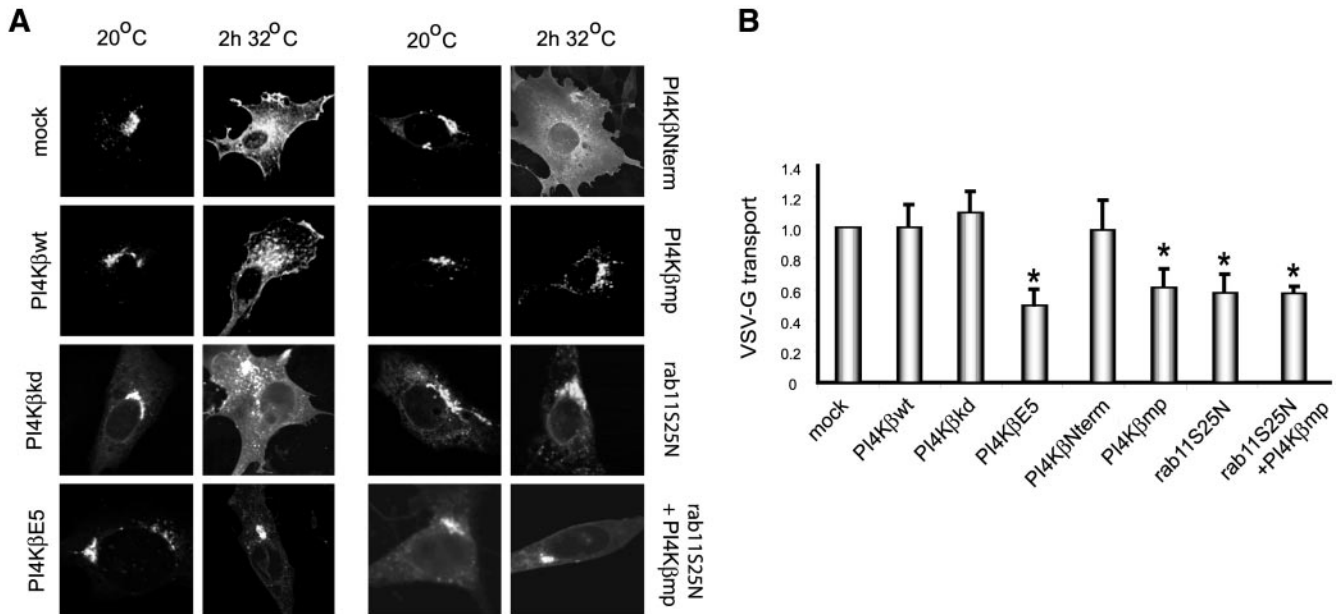 A
20°C 2h 32°C 20°C 2h 32°C
mock
PI4KβNterm
PI4Kβwt
PI4Kβmp
PI4Kβkd
rab11S25N
PI4KβE5
rab11S25N
+ PI4Kβmp
B
VSV-G transport
1.4
1.2
1.0
0.8
0.6
0.4
0.2
0
* * * *
mock
PI4Kβwt
PI4Kβkd
PI4KβE5
PI4KβNterm
PI4Kβmp
rab11S25N
rab11S25N
+PI4Kβmp